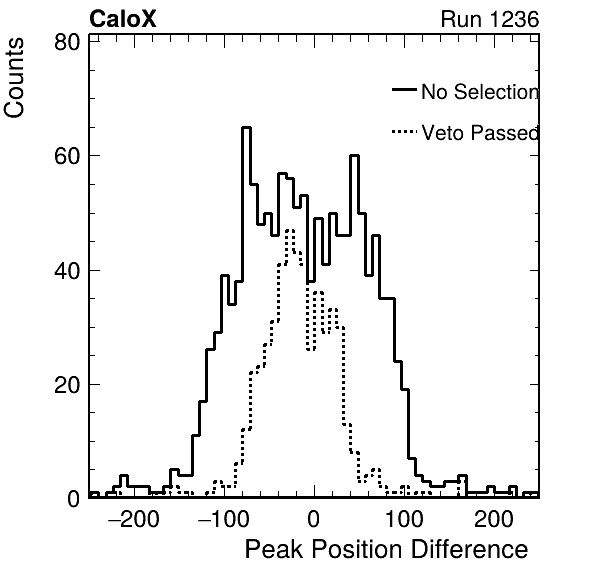 CaloX Run 1236
Counts
80
60
40
20
0
No Selection
Veto Passed
−200 −100 0 100 200
Peak Position Difference